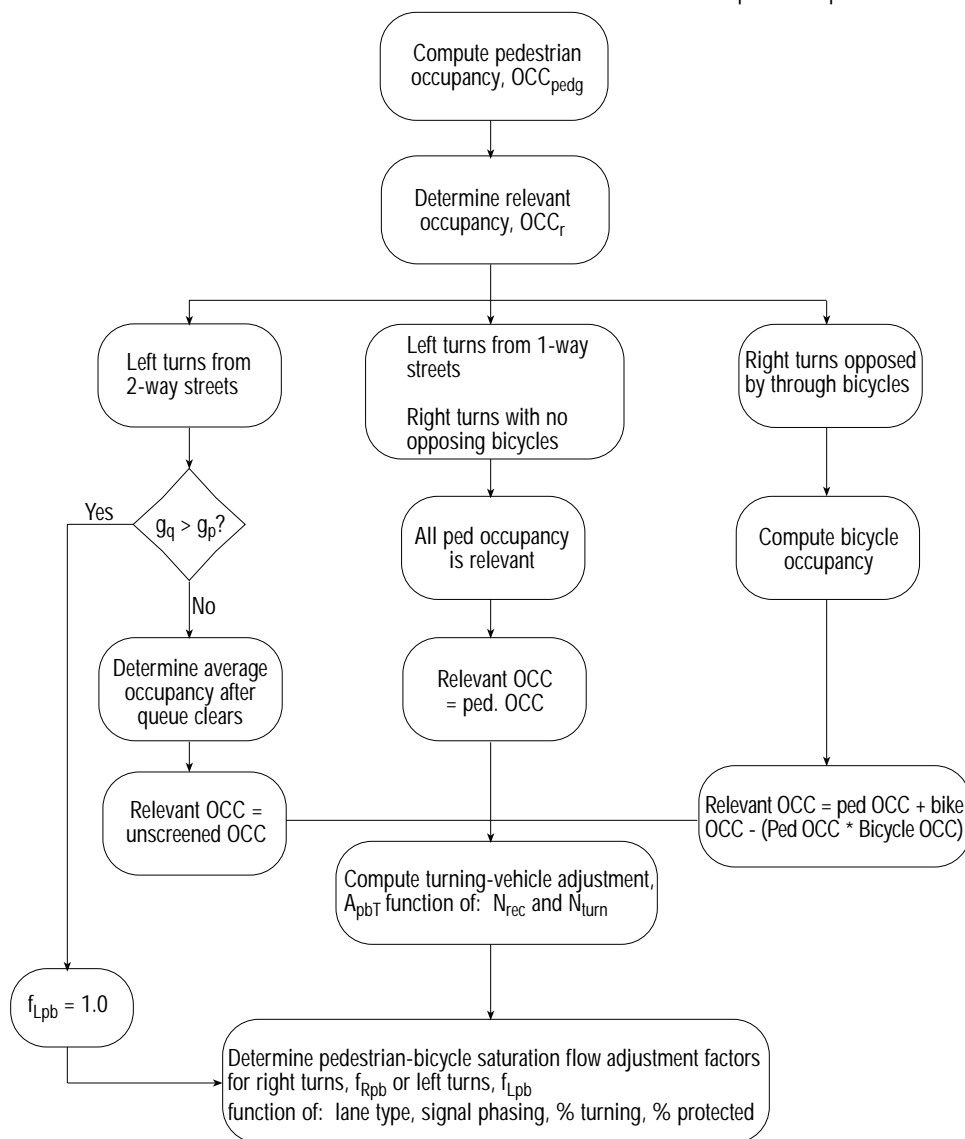 Compute pedestrian
occupancy, OCCpedg
Determine relevant
occupancy, OCCr
Left turns from
2-way streets
Left turns from 1-way
streets
Right turns with no
opposing bicycles
Right turns opposed
by through bicycles
Yes
gq > gp?
No
All ped occupancy
is relevant
Compute bicycle
occupancy
Determine average
occupancy after
queue clears
Relevant OCC
= ped. OCC
Relevant OCC =
unscreened OCC
Relevant OCC = ped OCC + bike
OCC - (Ped OCC * Bicycle OCC)
Compute turning-vehicle adjustment,
ApbT function of: Nrec and Nturn
fLpb = 1.0
Determine pedestrian-bicycle saturation flow adjustment factors
for right turns, fRpb or left turns, fLpb
function of: lane type, signal phasing, % turning, % protected